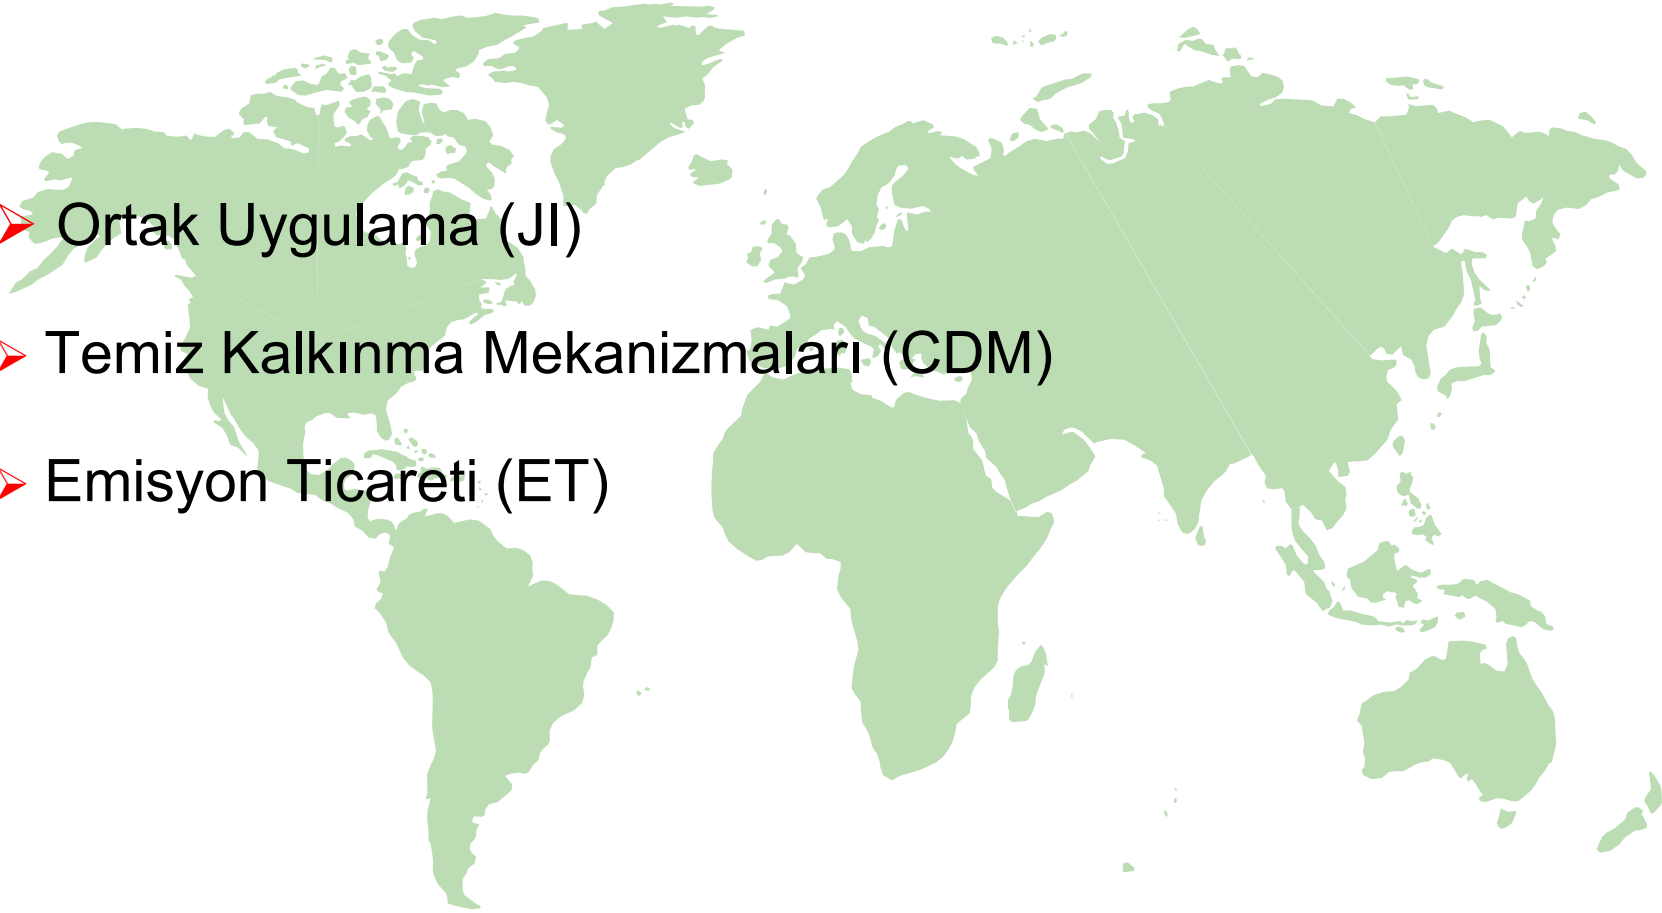 Ortak Uygulama (JI)
Temiz Kalkınma Mekanizmaları (CDM)
Emisyon Ticareti (ET)